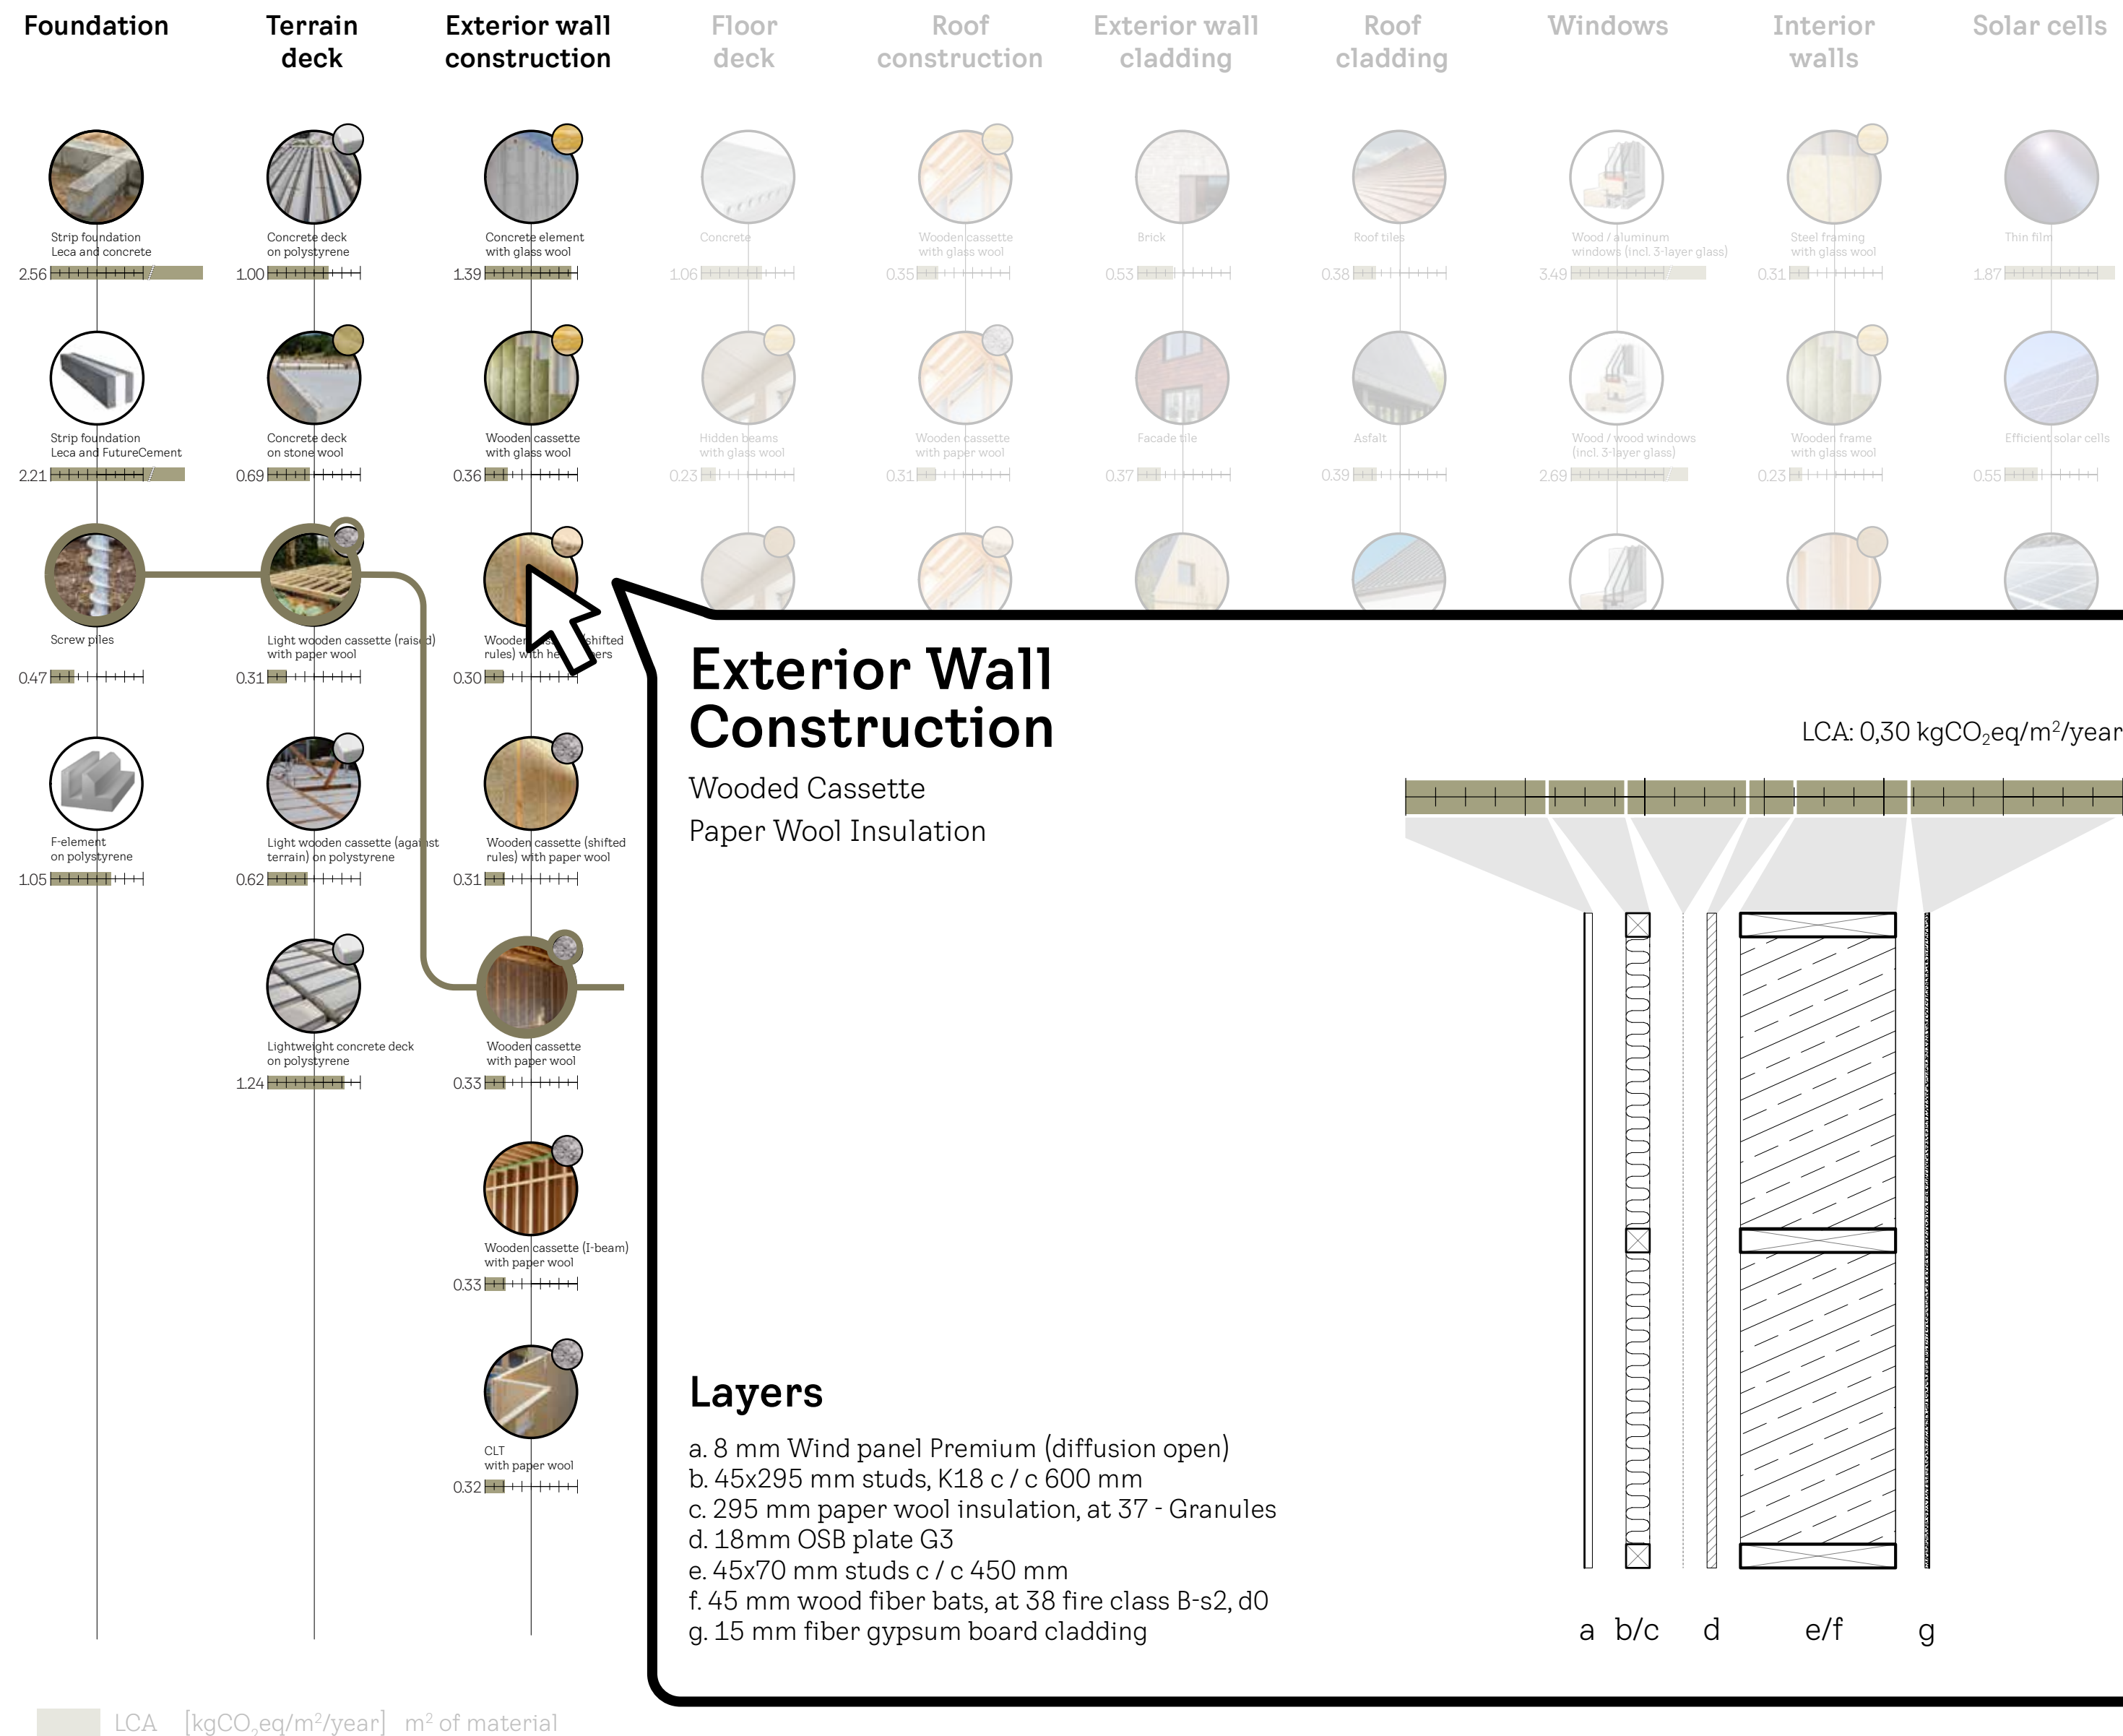 Foundation
Terrain
deck
Exterior wall
construction
Floor
deck
Roof
construction
Exterior wall
cladding
Roof
cladding
Windows
Interior
walls
Solar cells
Strip foundation
Leca and concrete
2.56
Concrete deck
on polystyrene
1.00
Concrete element
with glass wool
1.39
Concrete
1.06
Wooden cassette
with glass wool
0.35
Brick
0.53
Roof tiles
0.38
Wood / aluminum
windows (incl. 3-layer glass)
3.49
Steel framing
with glass wool
0.31
Thin film
1.87
Strip foundation
Leca and FutureCement
2.21
Concrete deck
on stone wool
0.69
Wooden cassette
with glass wool
0.36
Hidden beams
with glass wool
0.23
Wooden cassette
with paper wool
0.31
Facade tile
0.37
Asfalt
0.39
Wood / wood windows
(incl. 3-layer glass)
2.69
Wooden frame
with glass wool
0.23
Efficient solar cells
0.55
Screw piles
0.47
Light wooden cassette (raised)
with paper wool
0.31
Wooden (shifted
rules) with
0.30
F-element
on polystyrene
1.05
Light wooden cassette (against
terrain) on polystyrene
0.62
Wooden cassette (shifted
rules) with paper wool
0.31
Lightweight concrete deck
on polystyrene
1.24
Wooden cassette
with paper wool
0.33
Wooden cassette (I-beam)
with paper wool
0.33
CLT
with paper wool
0.32
Exterior Wall
Construction
Wooded Cassette
Paper Wool Insulation
LCA: 0,30 kgCO₂eq/m²/year
Layers
a. 8 mm Wind panel Premium (diffusion open)
b. 45x295 mm studs, K18 c / c 600 mm
c. 295 mm paper wool insulation, at 37 - Granules
d. 18mm OSB plate G3
e. 45x70 mm studs c / c 450 mm
f. 45 mm wood fiber bats, at 38 fire class B-s2, d0
g. 15 mm fiber gypsum board cladding
a b/c d e/f g
LCA [kgCO₂eq/m²/year] m² of material